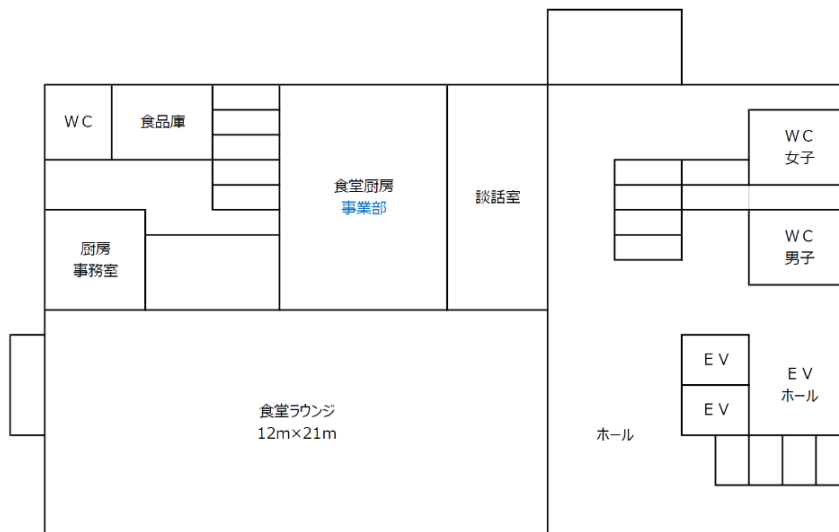 ＷＣ
食品庫
ＷＣ
女子
食堂厨房
事業部
談話室
ＷＣ
男子
厨房
事務室
ＥＶ
ＥＶ
ＥＶ
ホール
食堂ラウンジ
12m×21m
ホール